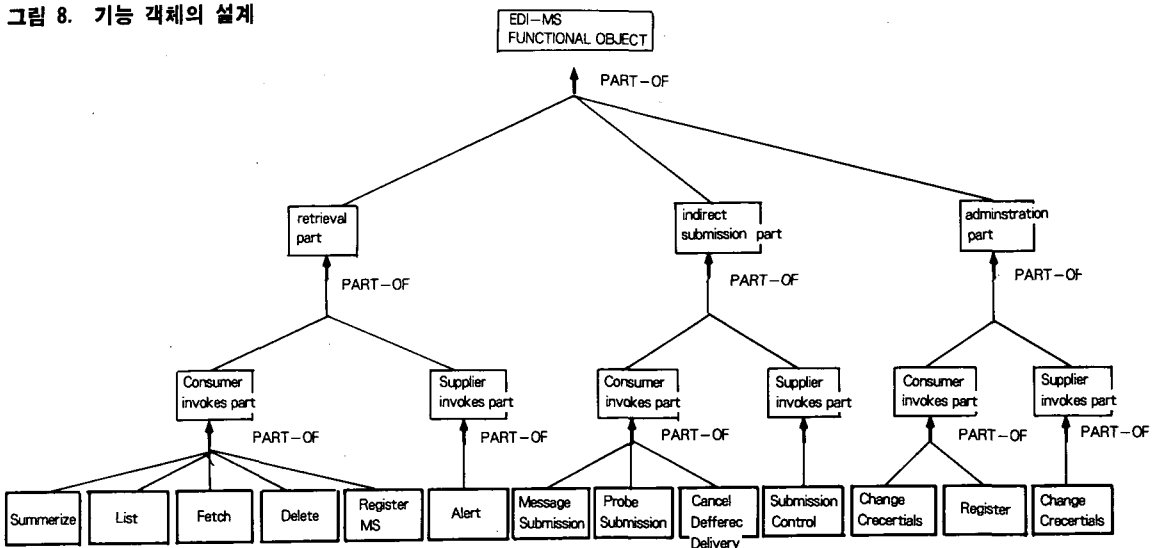 그림 8. 기능 객체의 설계
EDI-MS
FUNCTIONAL OBJECT
PART-OF
retrieval
part
indirect
submission part
adminstration
part
PART-OF
PART-OF
PART-OF
Consumer
invokes part
Supplier
invokes part
Consumer
invokes part
Supplier
invokes part
Consumer
invokes part
Supplier
invokes part
PART-OF
PART-OF
PART-OF
PART-OF
PART-OF
Summerize
List
Fetch
Delete
Register
MS
Alert
Message
Submission
Probe
Submission
Cancel
Defferec
Delivery
Submission
Control
Change
Crecertials
Register
Change
Crecertials